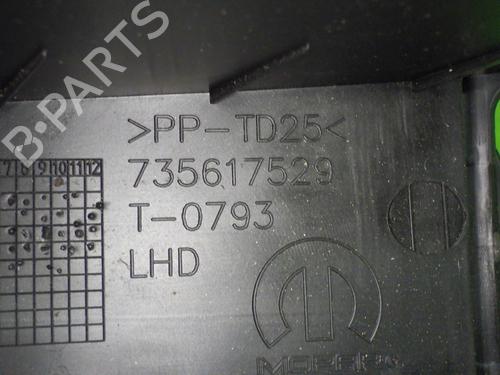 B-PARTS
>PP-TD25<
735617529
7 8 9 10 11 12
T-0793
LHD